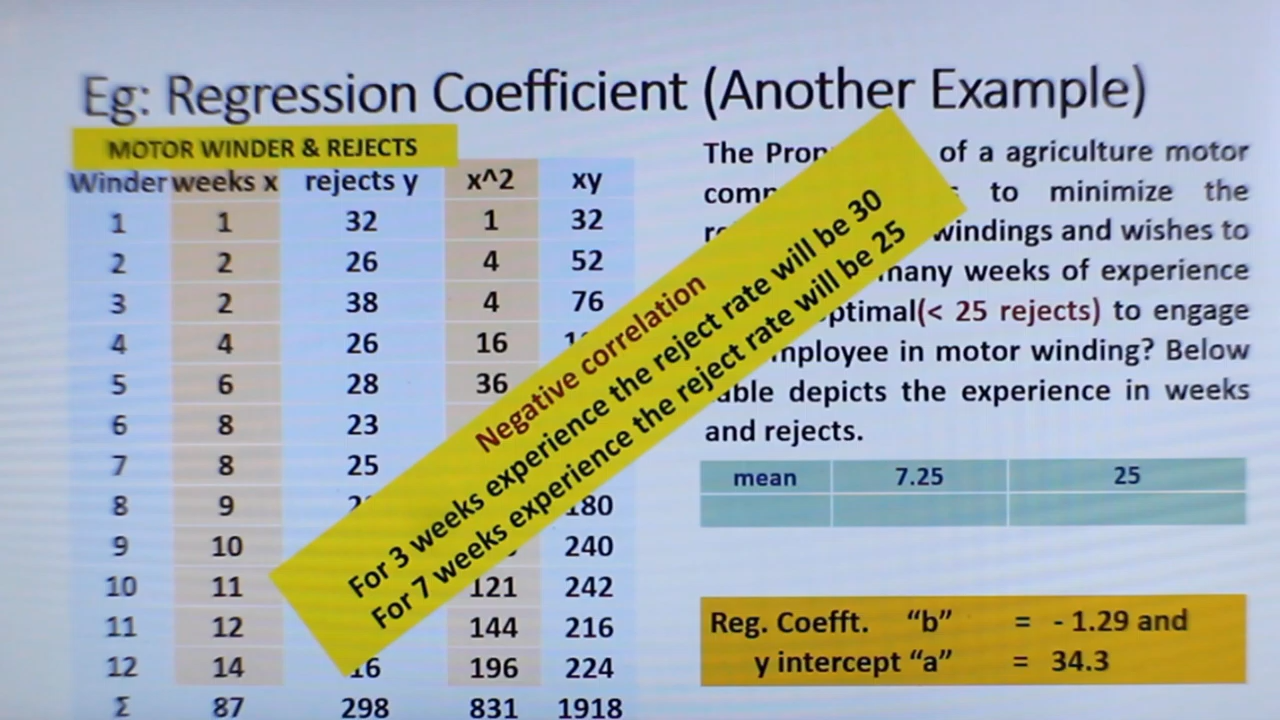 Eg: Regression Coefficient (Another Example)
MOTOR WINDER & REJECTS
Winder weeks x rejects y x^2 xy
1 1 32 1 32
2 2 26 4 52
3 2 38 4 76
4 4 26 16
5 6 28 36
6 8 23
7 8 25
8 9
9 10 240
10 11 121 242
11 12 144 216
12 14 16 196 224
Σ 87 298 831 1918
The of a agriculture motor
to minimize the
windings and wishes to
many weeks of experience
(< 25 rejects) to engage
in motor winding? Below
depicts the experience in weeks
and rejects.
mean 7.25 25
Reg. Coefft. "b" = - 1.29 and
y intercept "a" = 34.3
Negative correlation
For 3 weeks experience the reject rate will be 30
For 7 weeks experience the reject rate will be 25